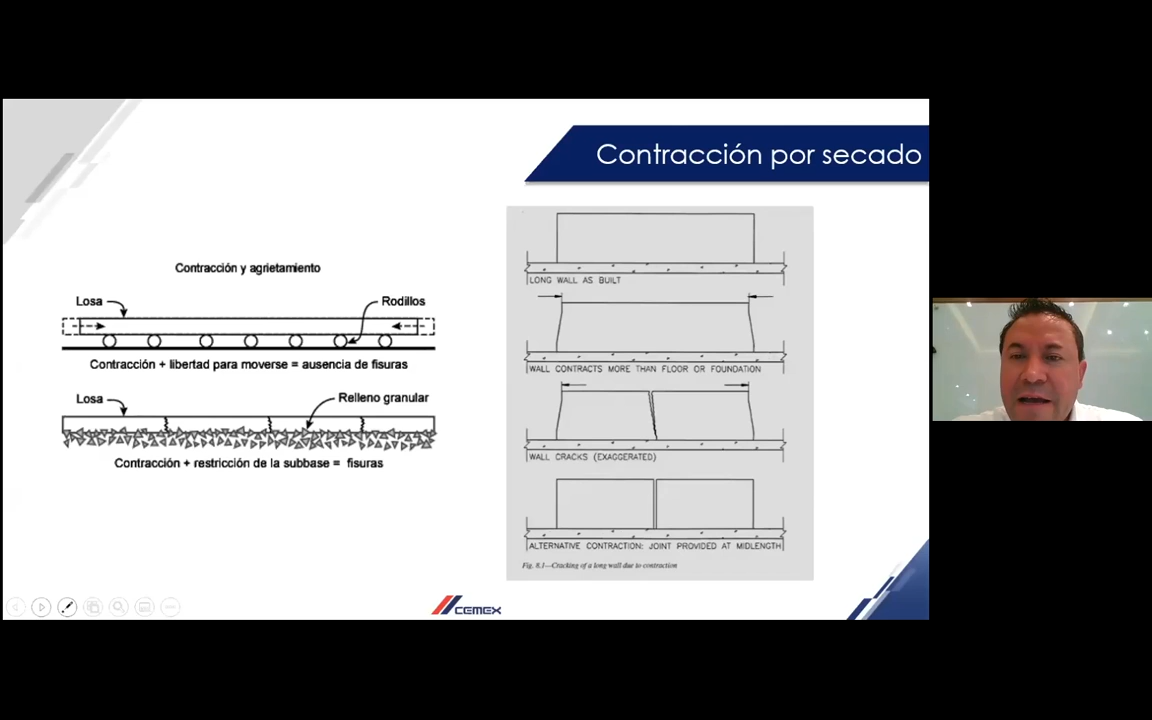 Contracción por secado
Contracción y agrietamiento
Losa
Rodillos
Contracción + libertad para moverse = ausencia de fisuras
Losa
Relleno granular
Contracción + restricción de la subbase = fisuras
LONG WALL AS BUILT
WALL CONTRACTS MORE THAN FLOOR OR FOUNDATION
WALL CRACKS (EXAGGERATED)
ALTERNATIVE CONTRACTION: JOINT PROVIDED AT MIDLENGTH
Fig. 8.1—Cracking of a long wall due to contraction
CEMEX